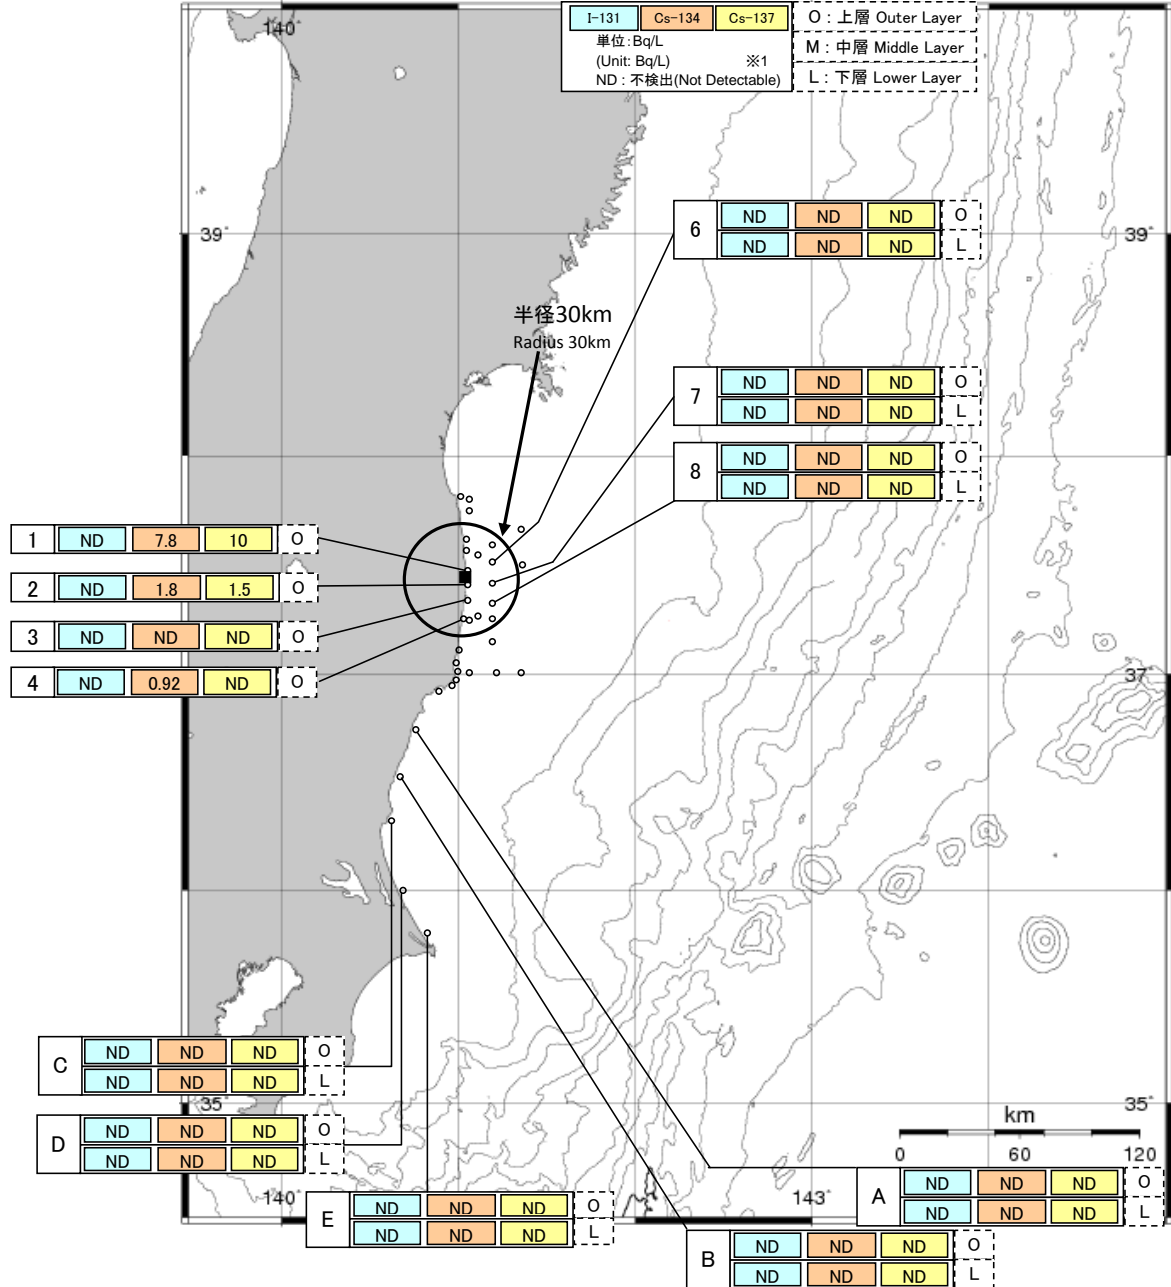 140°
I-131 Cs-134 Cs-137
単位:Bq/L
(Unit: Bq/L) ※1
ND : 不検出(Not Detectable)
O : 上層 Outer Layer
M : 中層 Middle Layer
L : 下層 Lower Layer
39°
39°
6
ND ND ND O
ND ND ND L
半径30km
Radius 30km
7
ND ND ND O
ND ND ND L
8
ND ND ND O
ND ND ND L
1 ND 7.8 10 O
2 ND 1.8 1.5 O
3 ND ND ND O
4 ND 0.92 ND O
37°
C
ND ND ND O
ND ND ND L
35°
35°
D
ND ND ND O
ND ND ND L
km
0 60 120
A
ND ND ND O
ND ND ND L
140°
143°
E
ND ND ND O
ND ND ND L
B
ND ND ND O
ND ND ND L